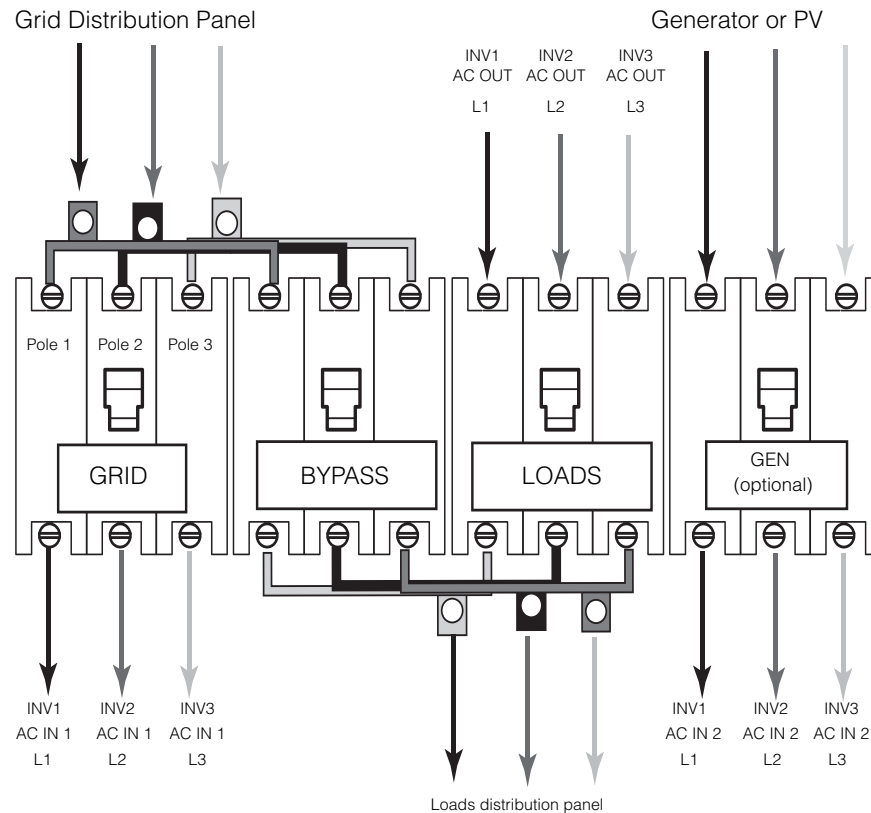 Grid Distribution Panel
Generator or PV
INV1
AC OUT
L1
INV2
AC OUT
L2
INV3
AC OUT
L3
Pole 1
Pole 2
Pole 3
GRID
BYPASS
LOADS
GEN
(optional)
INV1
AC IN 1
L1
INV2
AC IN 1
L2
INV3
AC IN 1
L3
INV1
AC IN 2
L1
INV2
AC IN 2
L2
INV3
AC IN 2
L3
Loads distribution panel